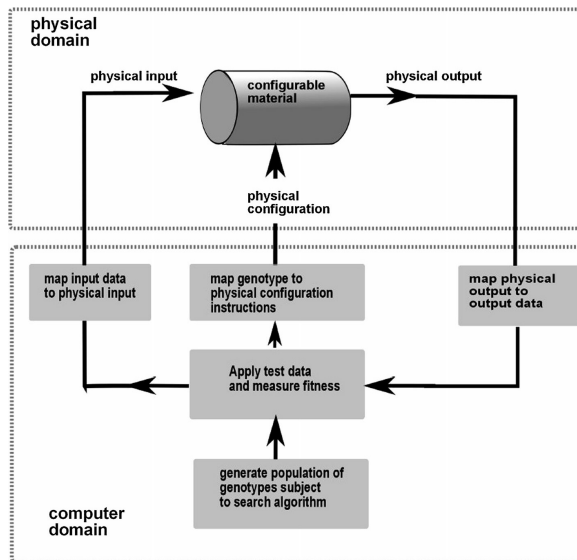 physical
domain
physical input
configurable
material
physical output
physical
configuration
map input data
to physical input
map genotype to
physical configuration
instructions
map physical
output to
output data
Apply test data
and measure fitness
generate population of
genotypes subject
to search algorithm
computer
domain